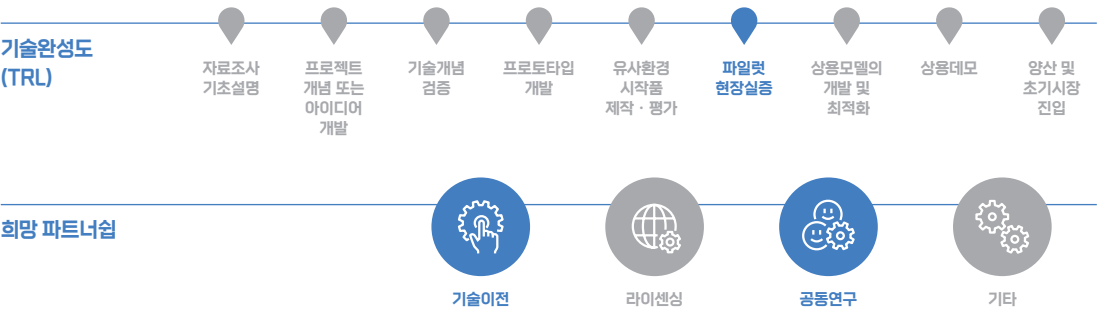 기술완성도
(TRL)
자료조사
기초설명
프로젝트
개념 또는
아이디어
개발
기술개념
검증
프로토타입
개발
유사환경
시작품
제작 · 평가
파일럿
현장실증
상용모델의
개발 및
최적화
상용데모
양산 및
초기시장
진입
희망 파트너쉽
기술이전
라이센싱
공동연구
기타